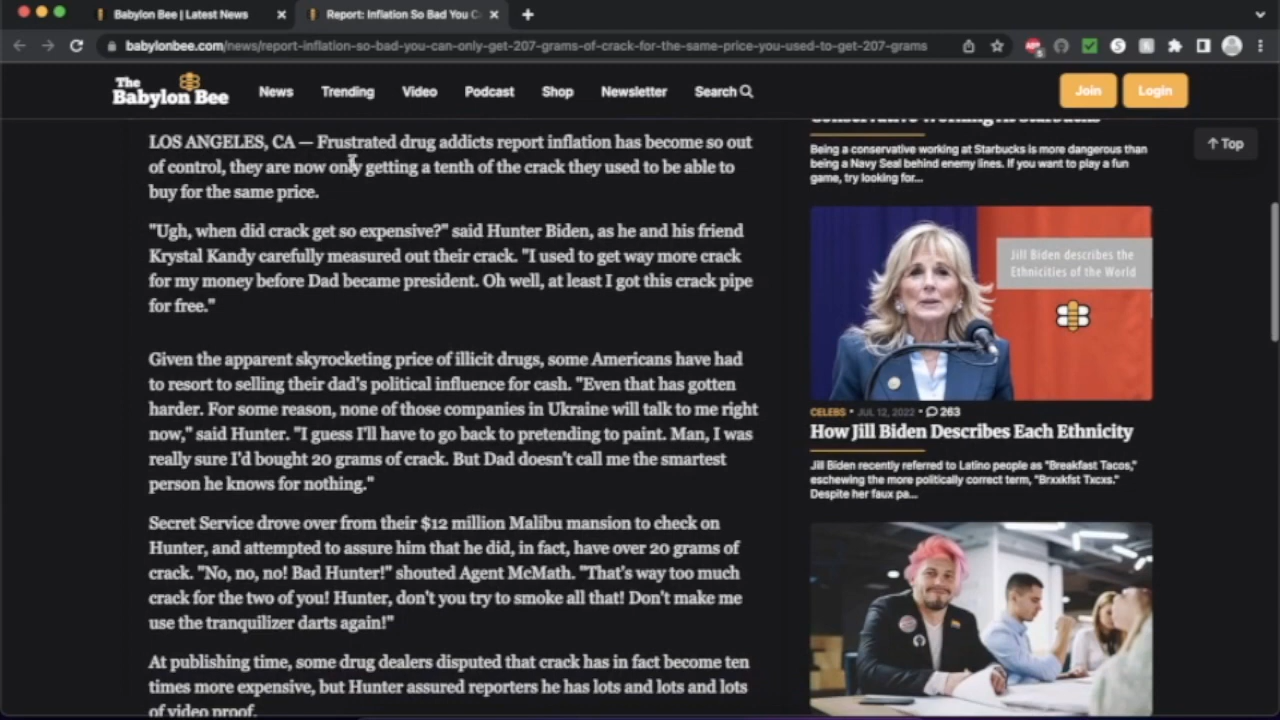 Babylon Bee | Latest News
Report: Inflation So Bad You C
babylonbee.com/news/report-inflation-so-bad-you-can-only-get-207-grams-of-crack-for-the-same-price-you-used-to-get-207-grams
The
Babylon Bee
News
Trending
Video
Podcast
Shop
Newsletter
Search
Join
Login
LOS ANGELES, CA — Frustrated drug addicts report inflation has become so out
of control, they are now only getting a tenth of the crack they used to be able to
buy for the same price.
"Ugh, when did crack get so expensive?" said Hunter Biden, as he and his friend
Krystal Kandy carefully measured out their crack. "I used to get way more crack
for my money before Dad became president. Oh well, at least I got this crack pipe
for free."
Given the apparent skyrocketing price of illicit drugs, some Americans have had
to resort to selling their dad's political influence for cash. "Even that has gotten
harder. For some reason, none of those companies in Ukraine will talk to me right
now," said Hunter. "I guess I'll have to go back to pretending to paint. Man, I was
really sure I'd bought 20 grams of crack. But Dad doesn't call me the smartest
person he knows for nothing."
Secret Service drove over from their $12 million Malibu mansion to check on
Hunter, and attempted to assure him that he did, in fact, have over 20 grams of
crack. "No, no, no! Bad Hunter!" shouted Agent McMath. "That's way too much
crack for the two of you! Hunter, don't you try to smoke all that! Don't make me
use the tranquilizer darts again!"
At publishing time, some drug dealers disputed that crack has in fact become ten
times more expensive, but Hunter assured reporters he has lots and lots and lots
of video proof.
Conservative Working At Starbucks
Being a conservative working at Starbucks is more dangerous than
being a Navy Seal behind enemy lines. If you want to play a fun
game, try looking for...
↑ Top
Jill Biden describes the
Ethnicities of the World
CELEBS • JUL 12, 2022 • 263
How Jill Biden Describes Each Ethnicity
Jill Biden recently referred to Latino people as "Breakfast Tacos,"
eschewing the more politically correct term, "Brxxkfst Txcxs."
Despite her faux pa...